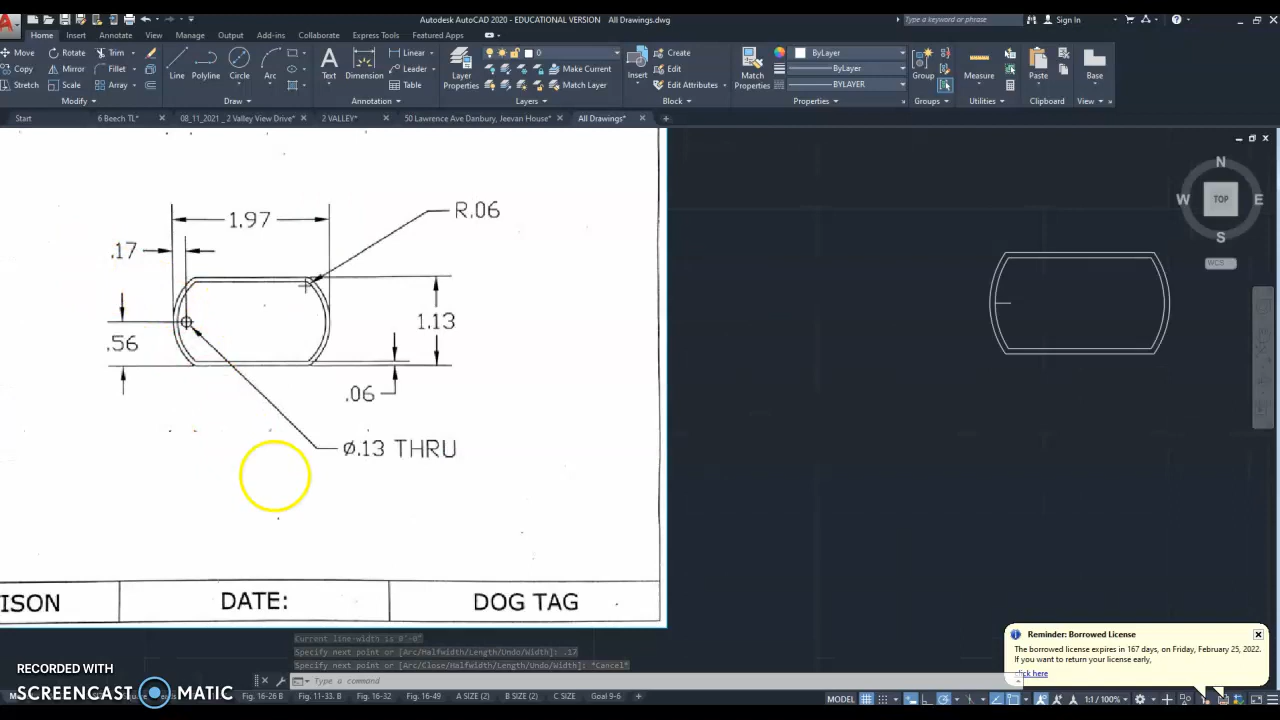 Autodesk AutoCAD 2020 - EDUCATIONAL VERSION All Drawings.dwg
Type a keyword or phrase
Sign In
Home Insert Annotate Parametric View Manage Output Add-ins Collaborate Express Tools Featured Apps
Move Rotate Trim
Copy Mirror Fillet
Stretch Scale Array
Line Polyline Circle Arc
Text Dimension
Linear
Leader
Table
Layer Properties
0
Make Current
Match Layer
Insert
Create
Edit
Edit Attributes
Match Properties
ByLayer
ByLayer
BYLAYER
Group
Measure
Paste
Base
Modify Draw Annotation Layers Block Properties Groups Utilities Clipboard View
Start 6 Beech TL* 08_11_2021 _ 2 Valley View Drive* 2 VALLEY* 50 Lawrence Ave Danbury, Jeevan House* All Drawings*
N
W TOP E
S
WCS
1.97
R.06
.17
1.13
.56
.06
Ø.13 THRU
ISON DATE: DOG TAG
Current line-width is 0'-0"
Specify next point or [Arc/Halfwidth/Length/Undo/Width]: .17
Specify next point or [Arc/Close/Halfwidth/Length/Undo/Width]: *Cancel*
Type a command
Reminder: Borrowed License
The borrowed license expires in 167 days, on Friday, February 25, 2022.
If you want to return your license early,
click here
RECORDED WITH
SCREENCAST MATIC
Fig. 16-26 B Fig. 11-33. B Fig. 16-32 Fig. 16-49 A SIZE (2) B SIZE (2) C SIZE Goal 9-6
MODEL 1:1 / 100%